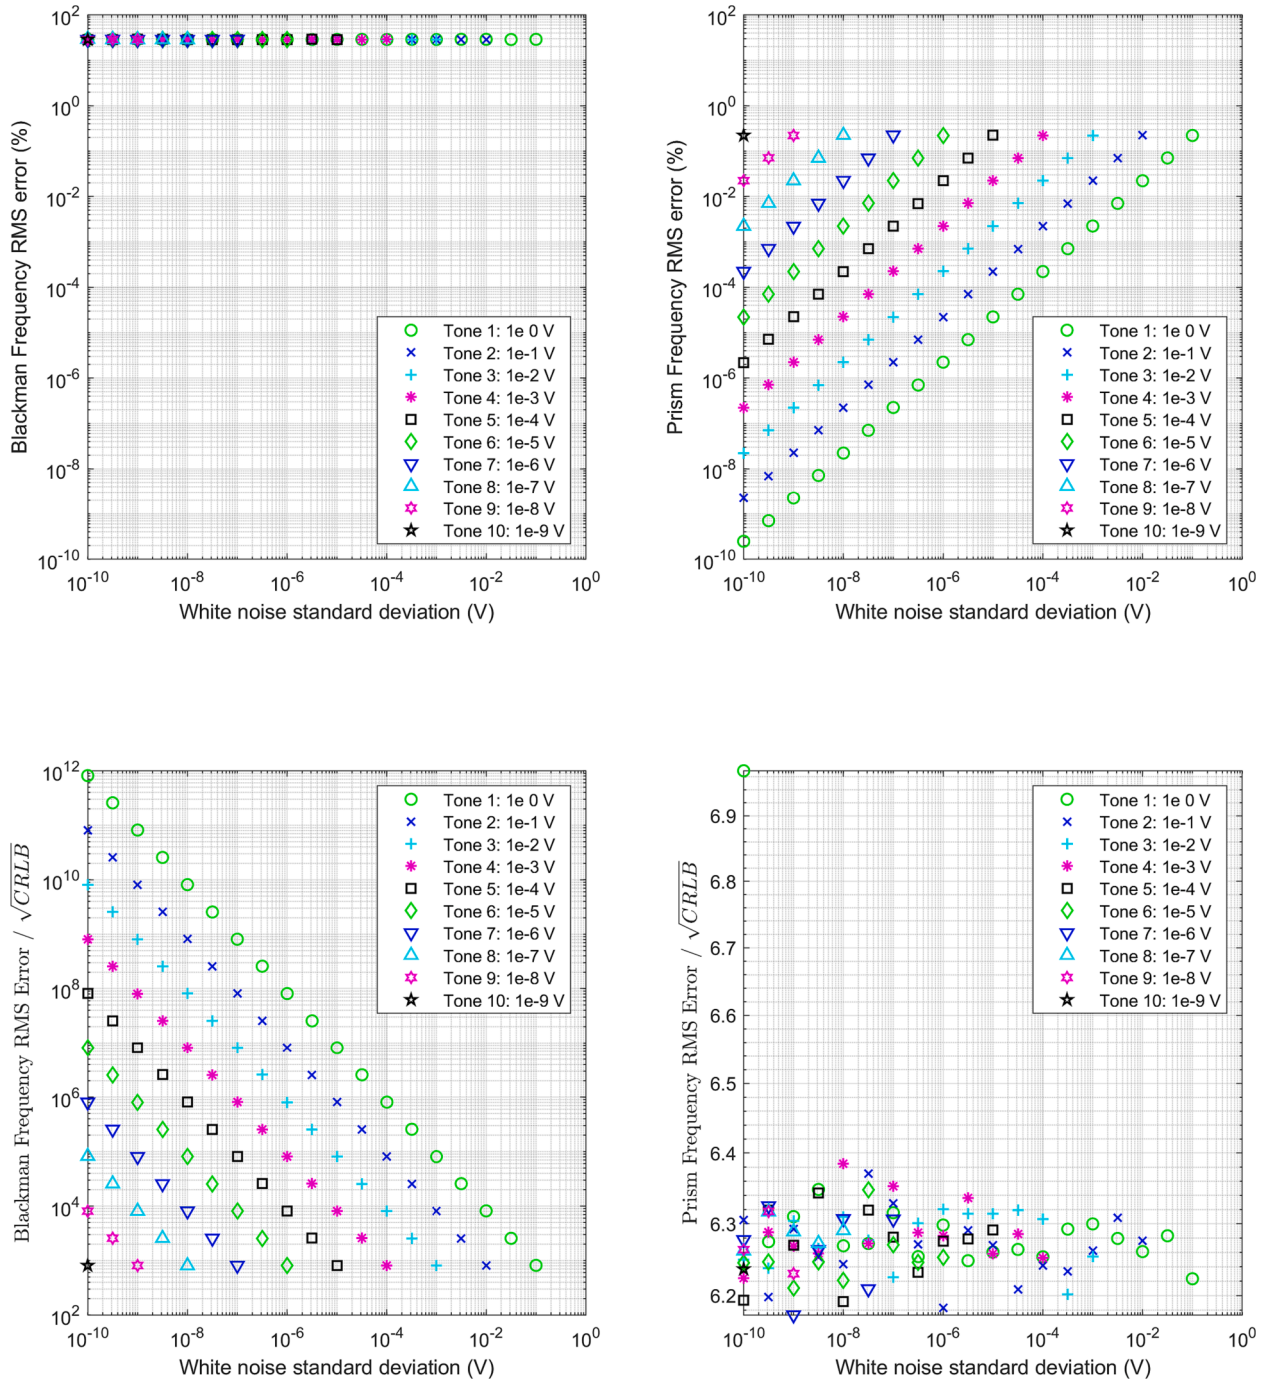 10^2
10^0
10^-2
10^-4
10^-6
10^-8
10^-10
Blackman Frequency RMS error (%)
Tone 1: 1e 0 V
Tone 2: 1e-1 V
Tone 3: 1e-2 V
Tone 4: 1e-3 V
Tone 5: 1e-4 V
Tone 6: 1e-5 V
Tone 7: 1e-6 V
Tone 8: 1e-7 V
Tone 9: 1e-8 V
Tone 10: 1e-9 V
10^-10 10^-8 10^-6 10^-4 10^-2 10^0
White noise standard deviation (V)
10^2
10^0
10^-2
10^-4
10^-6
10^-8
10^-10
Prism Frequency RMS error (%)
Tone 1: 1e 0 V
Tone 2: 1e-1 V
Tone 3: 1e-2 V
Tone 4: 1e-3 V
Tone 5: 1e-4 V
Tone 6: 1e-5 V
Tone 7: 1e-6 V
Tone 8: 1e-7 V
Tone 9: 1e-8 V
Tone 10: 1e-9 V
10^-10 10^-8 10^-6 10^-4 10^-2 10^0
White noise standard deviation (V)
10^12
10^10
10^8
10^6
10^4
10^2
Blackman Frequency RMS Error / √CRLB
Tone 1: 1e 0 V
Tone 2: 1e-1 V
Tone 3: 1e-2 V
Tone 4: 1e-3 V
Tone 5: 1e-4 V
Tone 6: 1e-5 V
Tone 7: 1e-6 V
Tone 8: 1e-7 V
Tone 9: 1e-8 V
Tone 10: 1e-9 V
10^-10 10^-8 10^-6 10^-4 10^-2 10^0
White noise standard deviation (V)
6.9
6.8
6.7
6.6
6.5
6.4
6.3
6.2
Prism Frequency RMS Error / √CRLB
Tone 1: 1e 0 V
Tone 2: 1e-1 V
Tone 3: 1e-2 V
Tone 4: 1e-3 V
Tone 5: 1e-4 V
Tone 6: 1e-5 V
Tone 7: 1e-6 V
Tone 8: 1e-7 V
Tone 9: 1e-8 V
Tone 10: 1e-9 V
10^-10 10^-8 10^-6 10^-4 10^-2 10^0
White noise standard deviation (V)